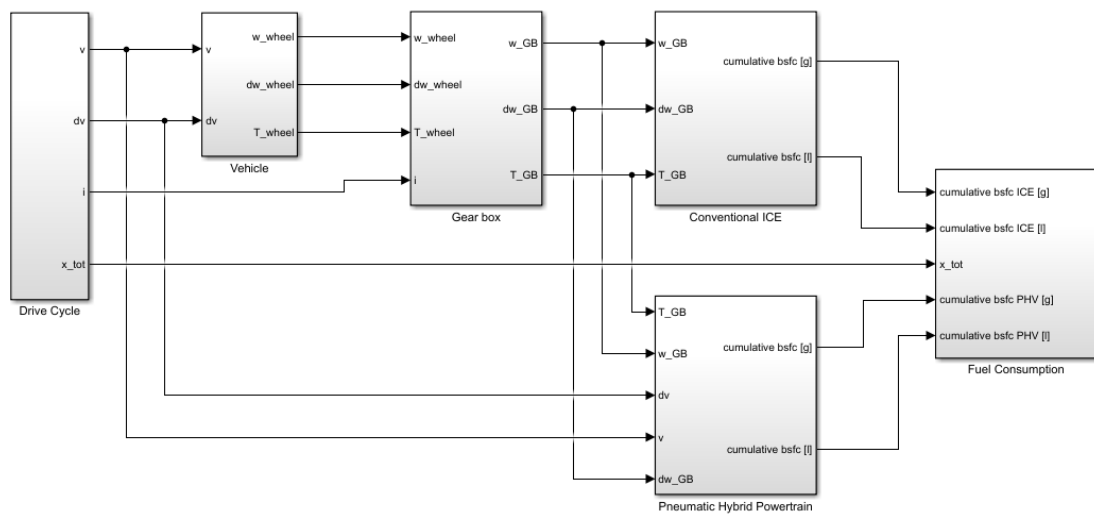 v
dv
i
x_tot
Drive Cycle
v
dv
w_wheel
dw_wheel
T_wheel
Vehicle
w_wheel
dw_wheel
T_wheel
i
w_GB
dw_GB
T_GB
Gear box
w_GB
dw_GB
T_GB
cumulative bsfc [g]
cumulative bsfc [l]
Conventional ICE
T_GB
w_GB
dv
v
dw_GB
cumulative bsfc [g]
cumulative bsfc [l]
Pneumatic Hybrid Powertrain
cumulative bsfc ICE [g]
cumulative bsfc ICE [l]
x_tot
cumulative bsfc PHV [g]
cumulative bsfc PHV [l]
Fuel Consumption